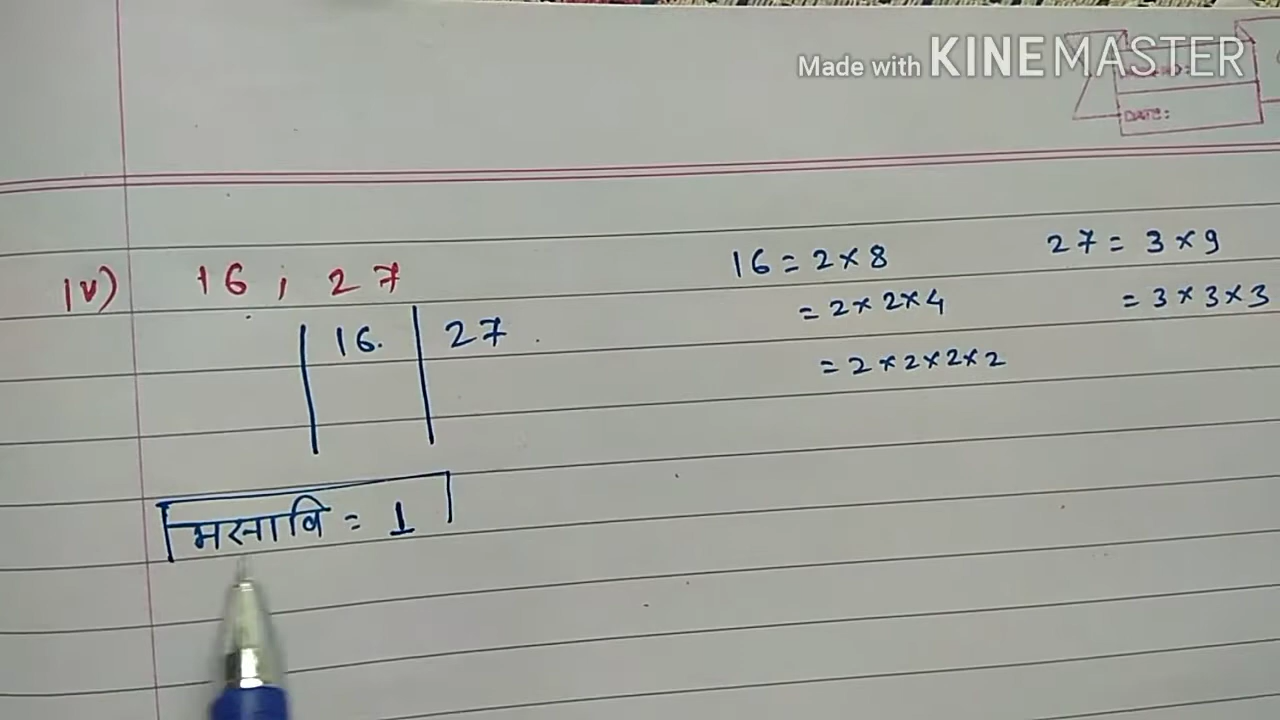 Made with KINEMASTER
DATE:
iv) 16 ; 27
16. 27
16 = 2 × 8
= 2 × 2 × 4
= 2 × 2 × 2 × 2
27 = 3 × 9
= 3 × 3 × 3
मसावि = 1